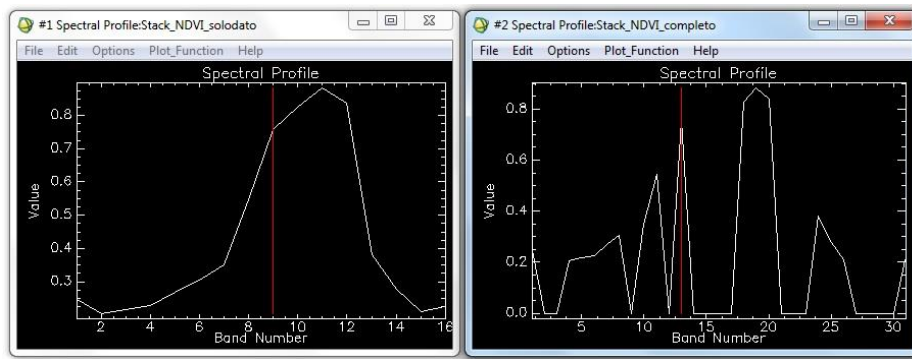 #1 Spectral Profile:Stack_NDVI_solodato
File Edit Options Plot_Function Help
Spectral Profile
Value
0.8
0.7
0.6
0.5
0.4
0.3
2 4 6 8 10 12 14 16
Band Number
#2 Spectral Profile:Stack_NDVI_completo
File Edit Options Plot_Function Help
Spectral Profile
Value
0.8
0.6
0.4
0.2
0.0
5 10 15 20 25 30
Band Number